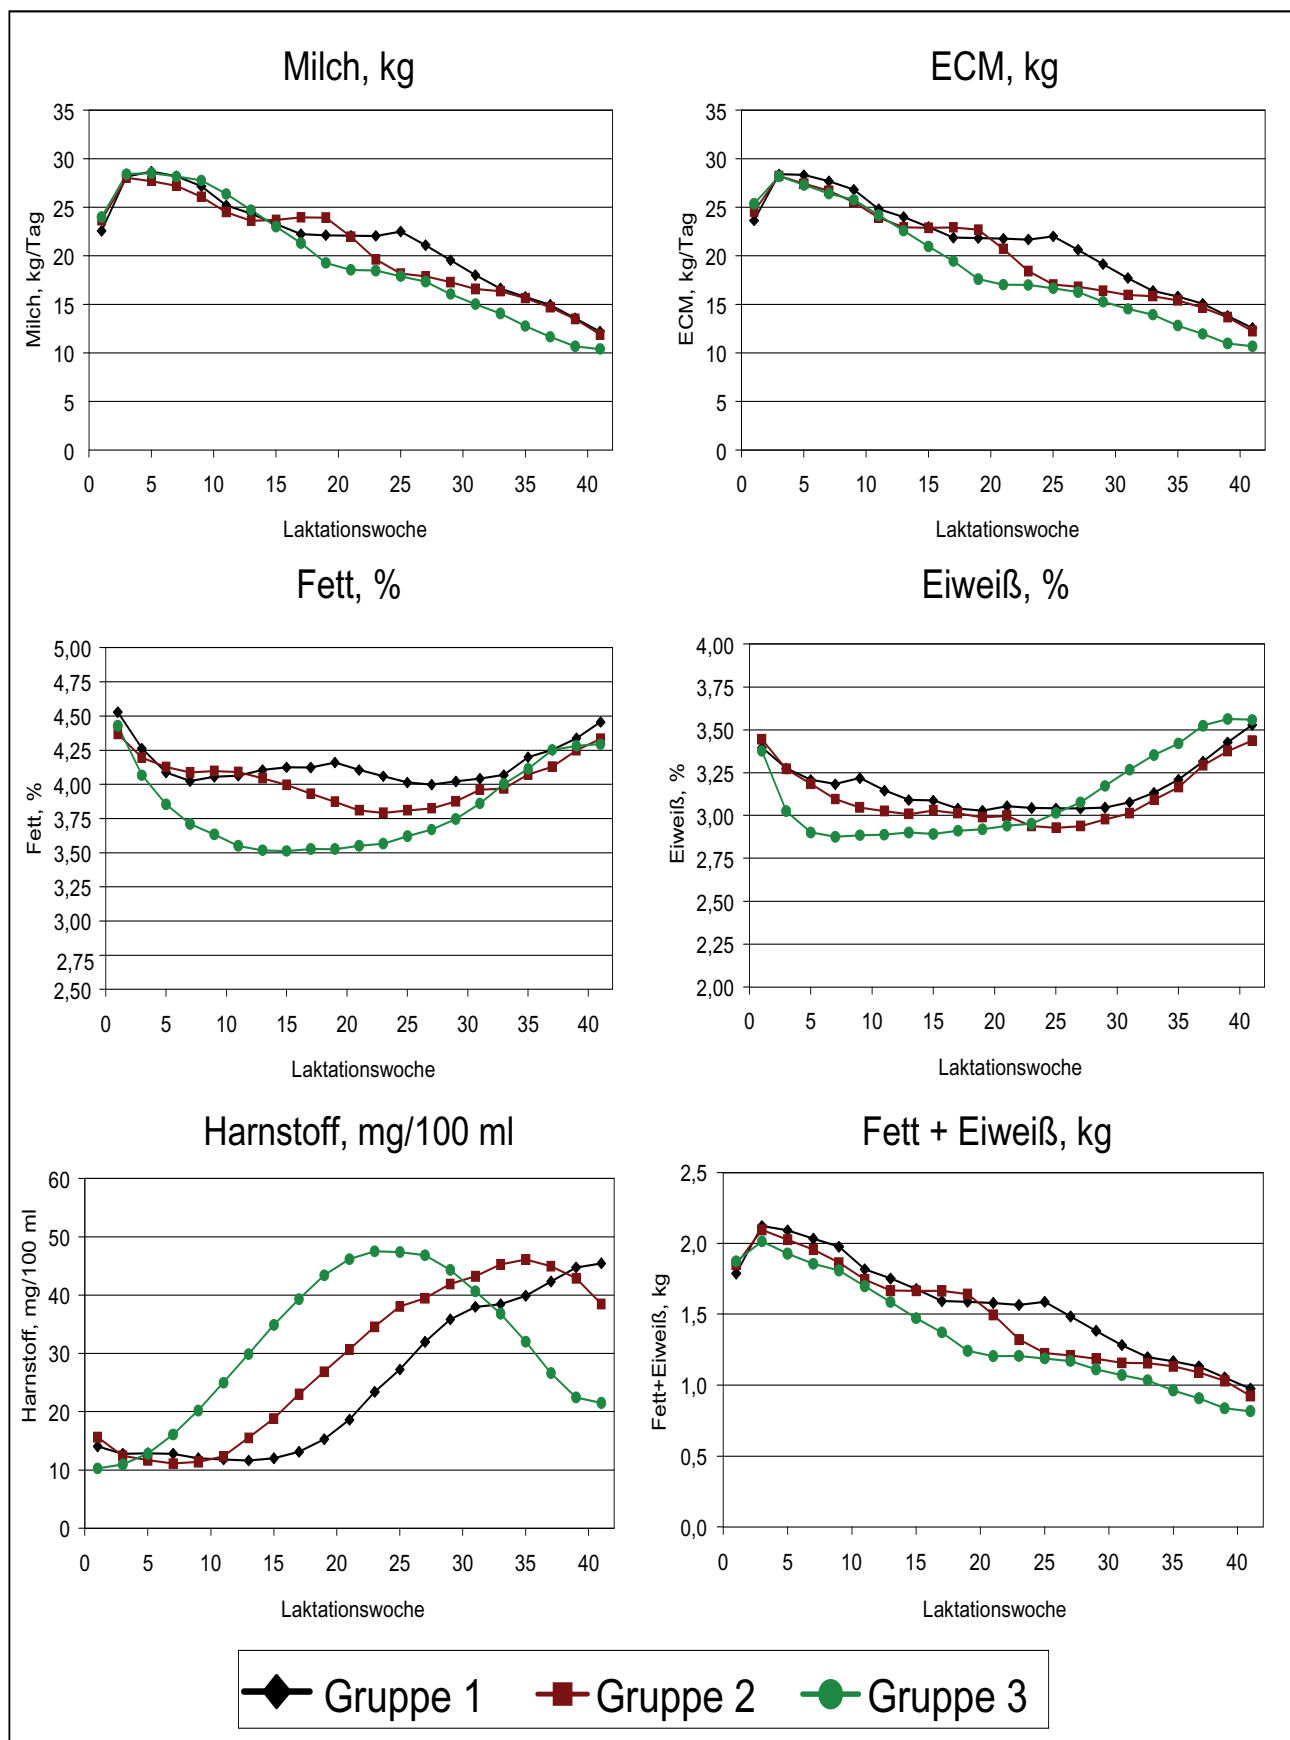 Milch, kg
Milch, kg/Tag
35
30
25
20
15
10
5
0
0 5 10 15 20 25 30 35 40
Laktationswoche
ECM, kg
ECM, kg/Tag
35
30
25
20
15
10
5
0
0 5 10 15 20 25 30 35 40
Laktationswoche
Fett, %
Fett, %
5,00
4,75
4,50
4,25
4,00
3,75
3,50
3,25
3,00
2,75
2,50
0 5 10 15 20 25 30 35 40
Laktationswoche
Eiweiß, %
Eiweiß, %
4,00
3,75
3,50
3,25
3,00
2,75
2,50
2,25
2,00
0 5 10 15 20 25 30 35 40
Laktationswoche
Harnstoff, mg/100 ml
Harnstoff, mg/100 ml
60
50
40
30
20
10
0
0 5 10 15 20 25 30 35 40
Laktationswoche
Fett + Eiweiß, kg
Fett+Eiweiß, kg
2,5
2,0
1,5
1,0
0,5
0,0
0 5 10 15 20 25 30 35 40
Laktationswoche
Gruppe 1 Gruppe 2 Gruppe 3